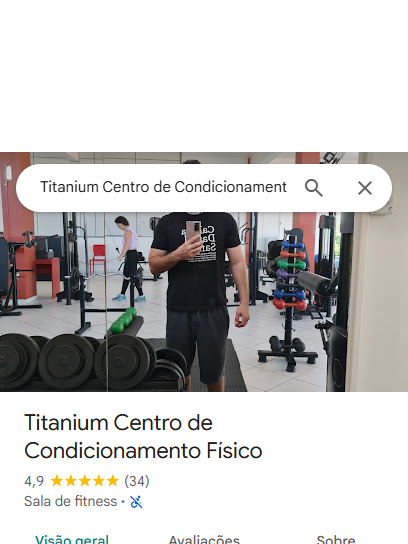 Titanium Centro de Condicionament
Titanium Centro de
Condicionamento Físico
4,9 (34)
Sala de fitness ·
Visão geral
Avaliações
Sobre